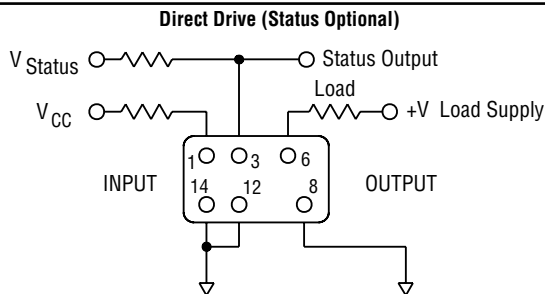 Direct Drive (Status Optional)
V Status
Status Output
Load
V CC
+V Load Supply
1 3 6
INPUT
OUTPUT
14 12 8